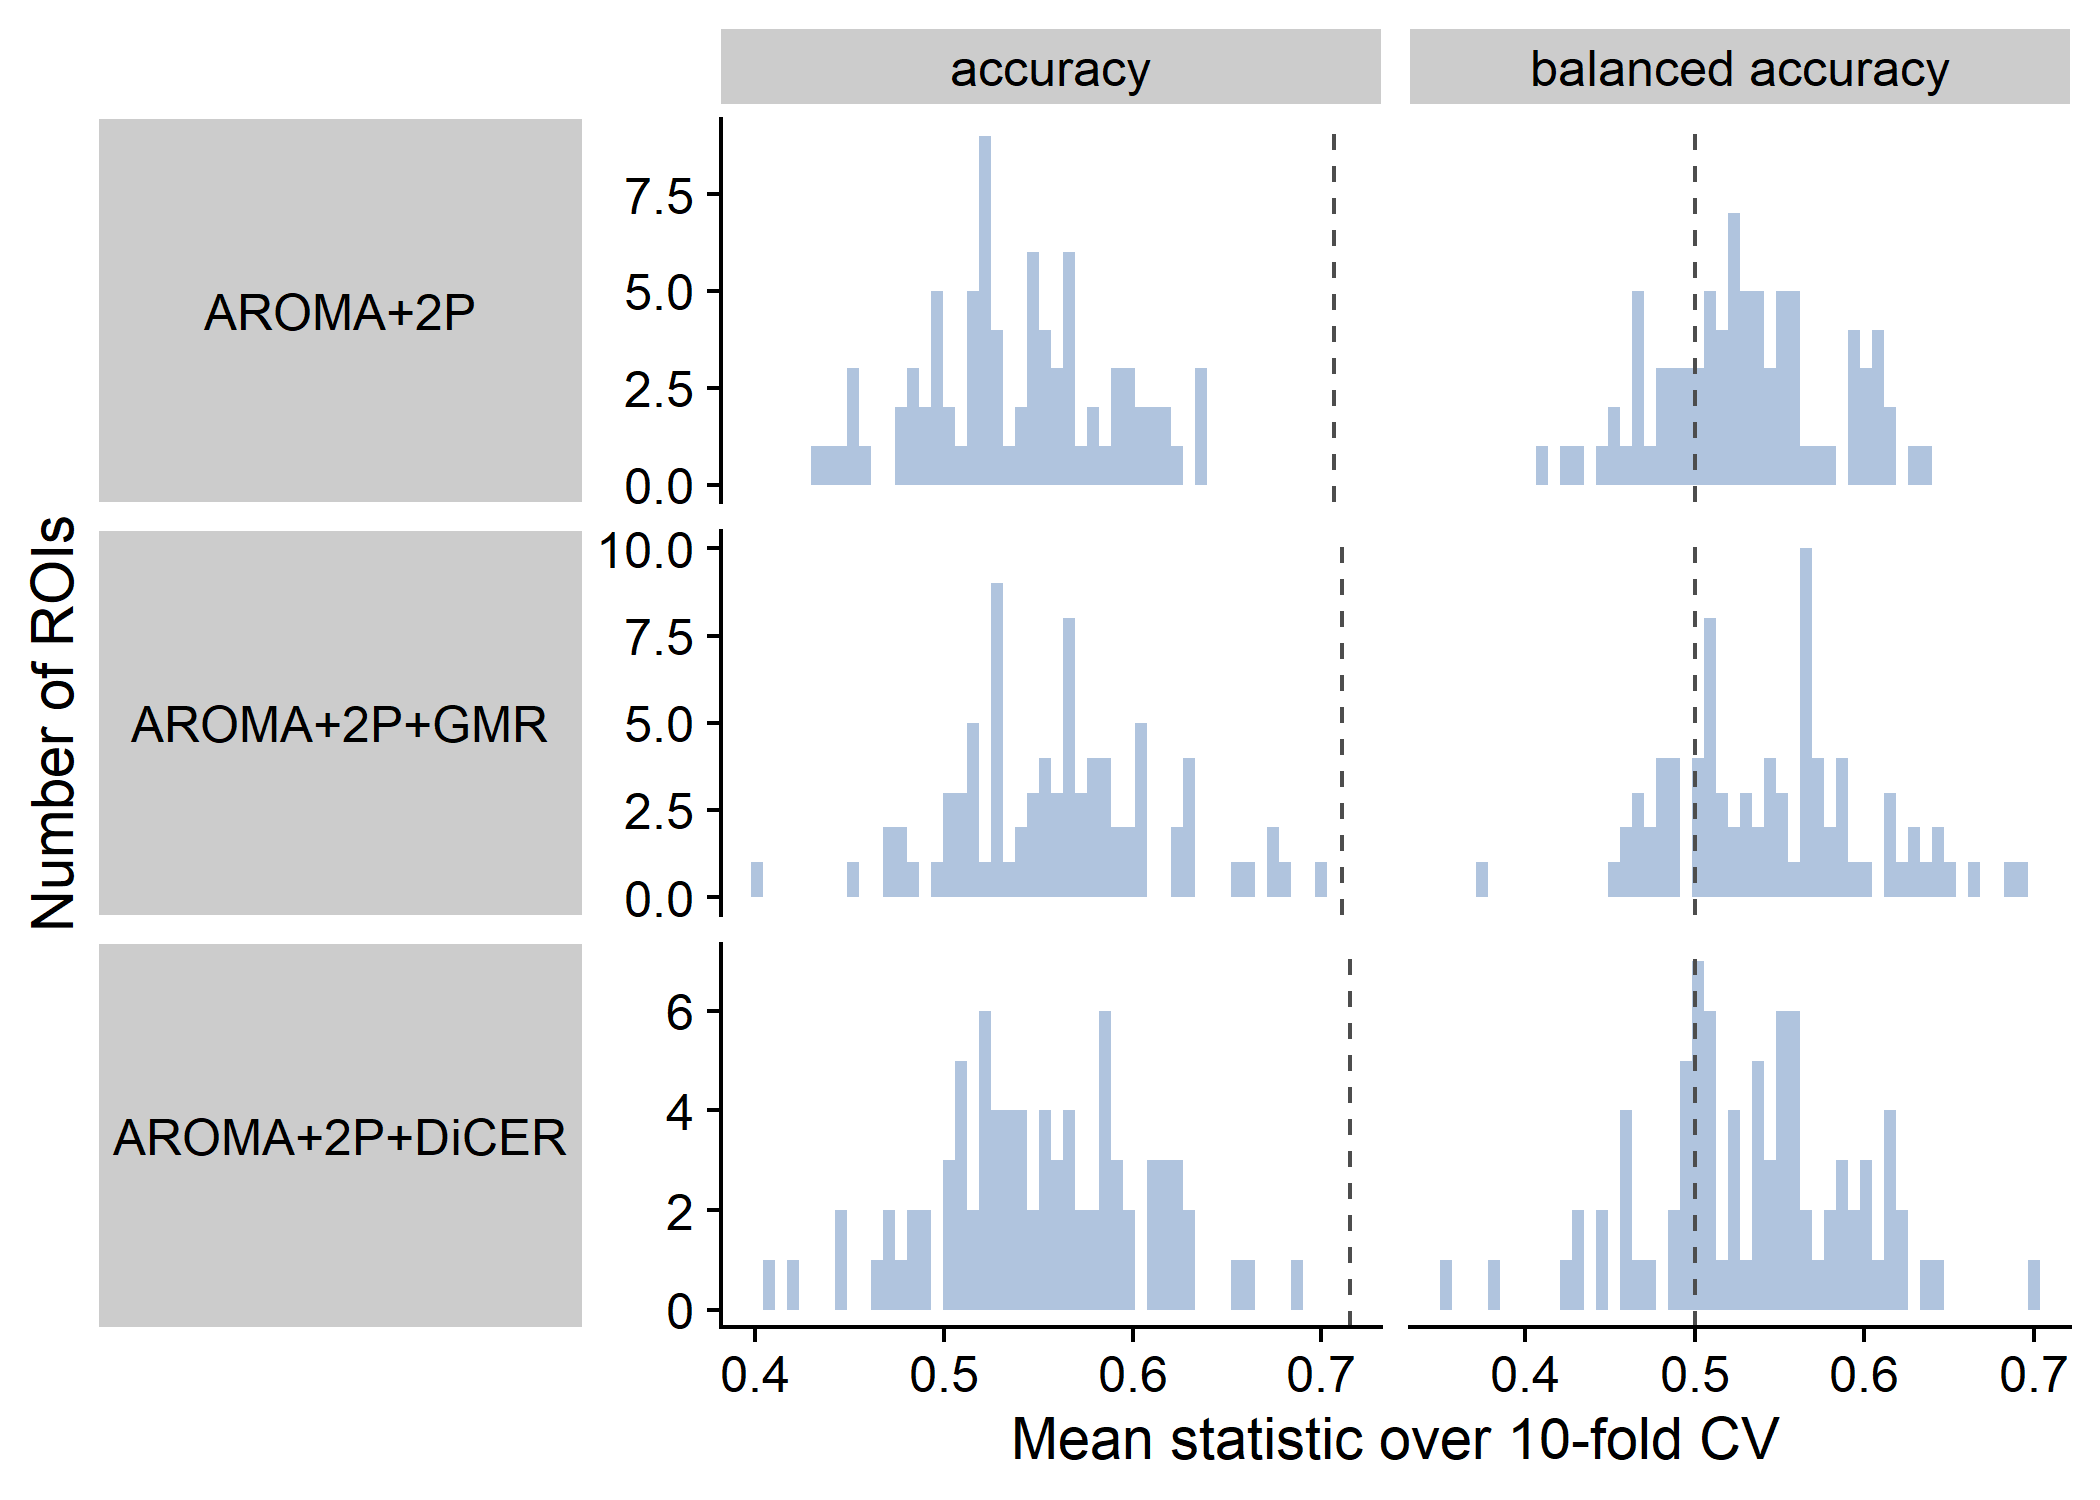 accuracy
balanced accuracy
Number of ROIs
AROMA+2P
7.5
5.0
2.5
0.0
AROMA+2P+GMR
10.0
7.5
5.0
2.5
0.0
AROMA+2P+DiCER
6
4
2
0
0.4 0.5 0.6 0.7
0.4 0.5 0.6 0.7
Mean statistic over 10-fold CV